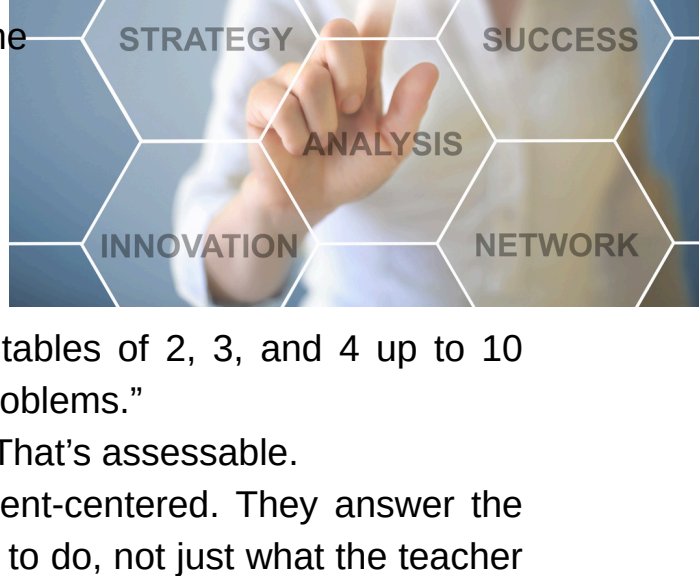 STRATEGY SUCCESS
ANALYSIS
INNOVATION NETWORK
tables of 2, 3, and 4 up to 10
oblems.”
That’s assessable.
ent-centered. They answer the
to do, not just what the teacher